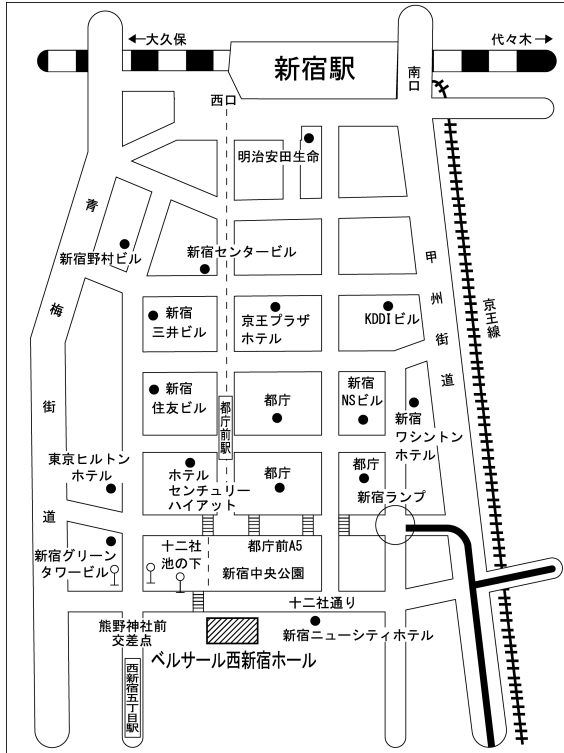 ←大久保
代々木→
新宿駅
南口
西口
明治安田生命
青梅街道
新宿野村ビル
新宿センタービル
甲州街道
京王線
新宿
三井ビル
京王プラザ
ホテル
KDDIビル
新宿
住友ビル
都庁前駅
都庁
新宿
NSビル
新宿
ワシントン
ホテル
東京ヒルトン
ホテル
ホテル
センチュリー
ハイアット
都庁
都庁
新宿ランプ
新宿グリーン
タワービル
十二社
池の下
都庁前A5
新宿中央公園
十二社通り
熊野神社前
交差点
新宿ニューシティホテル
ベルサール西新宿ホール
西新宿五丁目駅